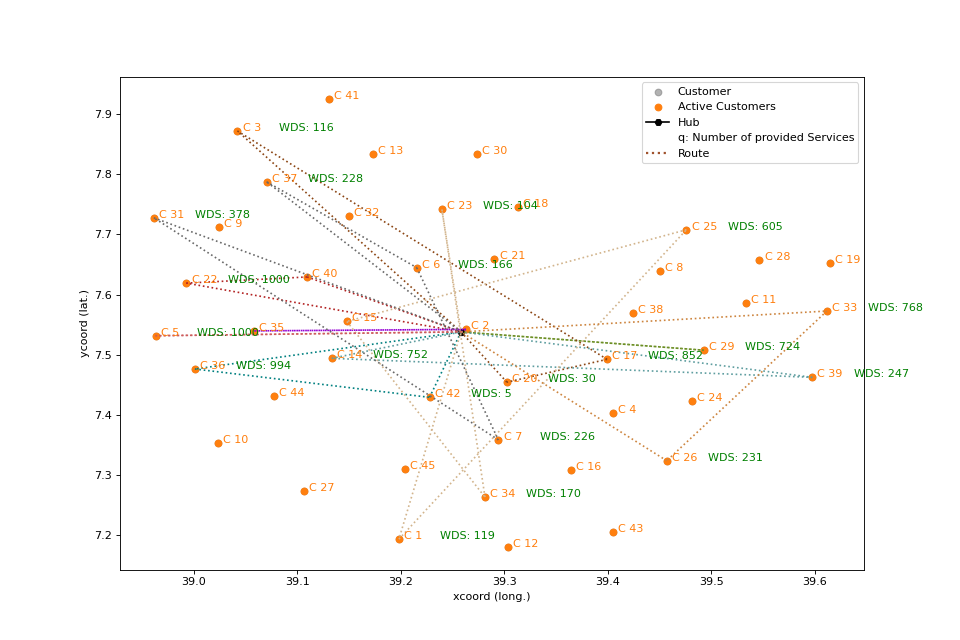 Customer
Active Customers
Hub
q: Number of provided Services
Route
C 41
C 3 WDS: 116
C 13
C 30
C 37 WDS: 228
C 31 WDS: 378
C 9
C 32
C 23 WDS: 104
C 18
C 25 WDS: 605
C 6 WDS: 166
C 21
C 8
C 28
C 19
C 22 WDS: 1000
C 40
C 38
C 11
C 33 WDS: 768
C 5 WDS: 1000
C 35
C 15
C 2
C 14 WDS: 752
C 17 WDS: 852
C 29 WDS: 724
C 36 WDS: 994
C 20 WDS: 30
C 39 WDS: 247
C 44
C 42 WDS: 5
C 4
C 24
C 10
C 7 WDS: 226
C 45
C 16
C 26 WDS: 231
C 27
C 34 WDS: 170
C 1 WDS: 119
C 12
C 43
7.9
7.8
7.7
7.6
7.5
7.4
7.3
7.2
ycoord (lat.)
39.0 39.1 39.2 39.3 39.4 39.5 39.6
xcoord (long.)